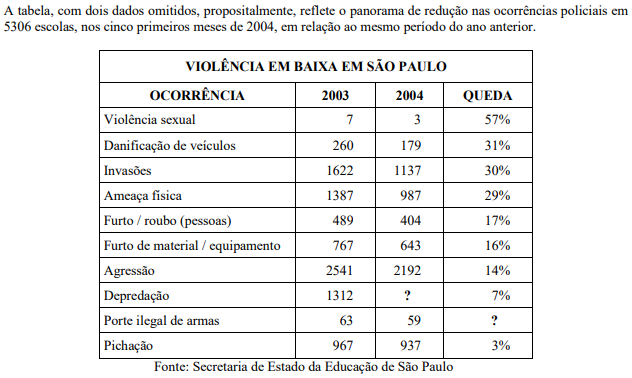 A tabela, com dois dados omitidos, propositalmente, reflete o panorama de redução nas ocorrências policiais em
5306 escolas, nos cinco primeiros meses de 2004, em relação ao mesmo período do ano anterior.
VIOLÊNCIA EM BAIXA EM SÃO PAULO
OCORRÊNCIA 2003 2004 QUEDA
Violência sexual 7 3 57%
Danificação de veículos 260 179 31%
Invasões 1622 1137 30%
Ameaça física 1387 987 29%
Furto / roubo (pessoas) 489 404 17%
Furto de material / equipamento 767 643 16%
Agressão 2541 2192 14%
Depredação 1312 ? 7%
Porte ilegal de armas 63 59 ?
Pichação 967 937 3%
Fonte: Secretaria de Estado da Educação de São Paulo